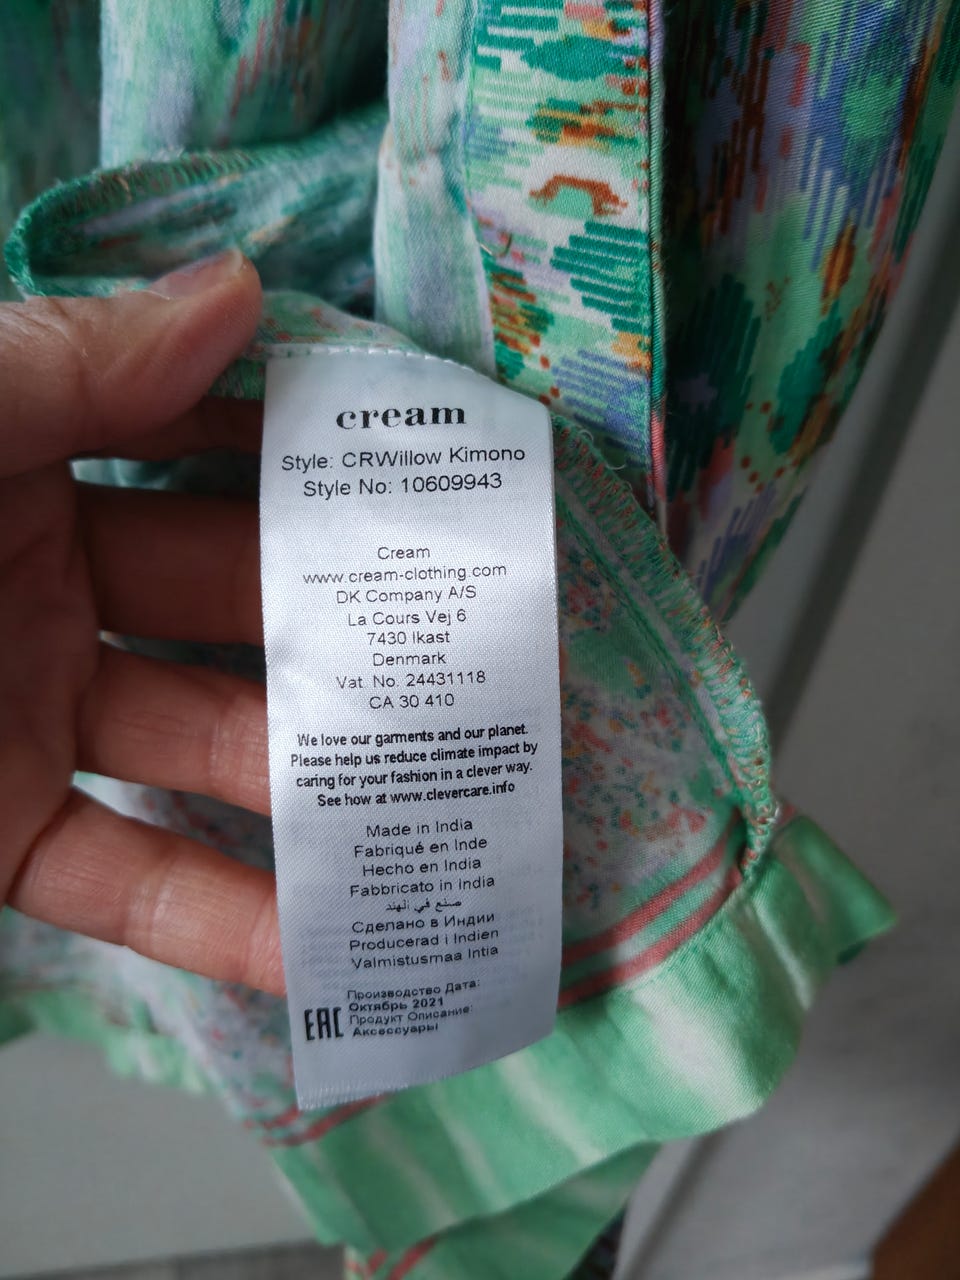 cream
Style: CRWillow Kimono
Style No: 10609943
Cream
www.cream-clothing.com
DK Company A/S
La Cours Vej 6
7430 Ikast
Denmark
Vat. No. 24431118
CA 30 410
We love our garments and our planet.
Please help us reduce climate impact by
caring for your fashion in a clever way.
See how at www.clevercare.info
Made in India
Fabriqué en Inde
Hecho en India
Fabbricato in india
صنع في الهند
Сделано в Индии
Producerad i Indien
Valmistusmaa Intia
Производство Дата:
Октябрь 2021
EAC Продукт Описание:
Аксессуары